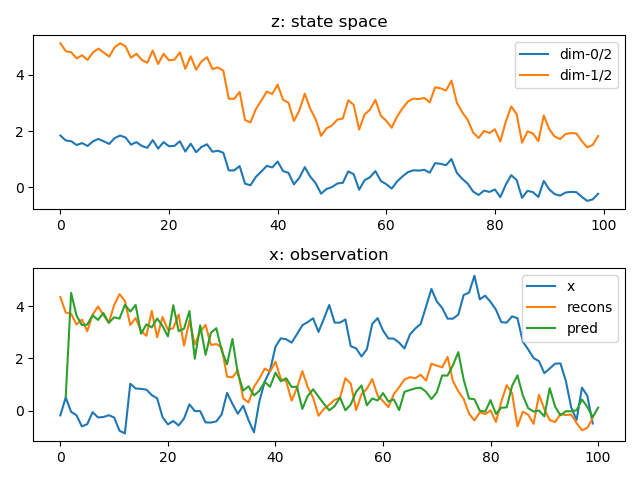 z: state space
dim-0/2
dim-1/2
4
2
0
0 20 40 60 80 100
x: observation
x
recons
pred
4
2
0
0 20 40 60 80 100